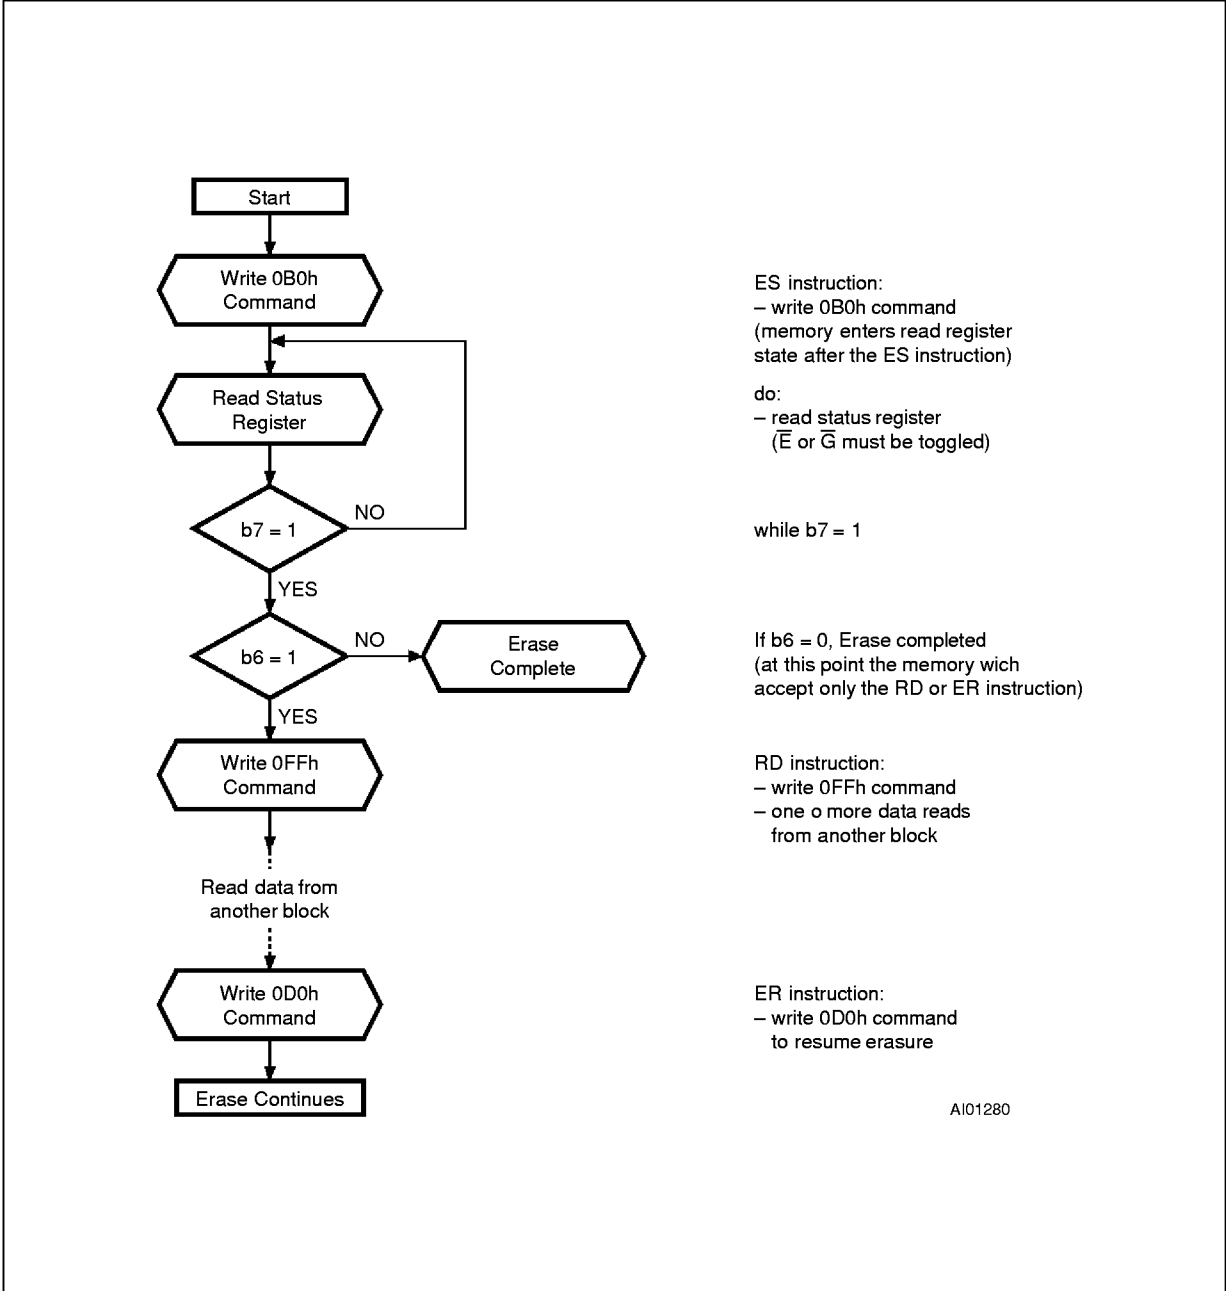 Start
Write 0B0h
Command
ES instruction:
– write 0B0h command
(memory enters read register
state after the ES instruction)
Read Status
Register
do:
– read status register
(E̅ or G̅ must be toggled)
b7 = 1
NO
while b7 = 1
YES
b6 = 1
NO
Erase
Complete
If b6 = 0, Erase completed
(at this point the memory wich
accept only the RD or ER instruction)
YES
Write 0FFh
Command
RD instruction:
– write 0FFh command
– one o more data reads
from another block
Read data from
another block
Write 0D0h
Command
ER instruction:
– write 0D0h command
to resume erasure
Erase Continues
AI01280